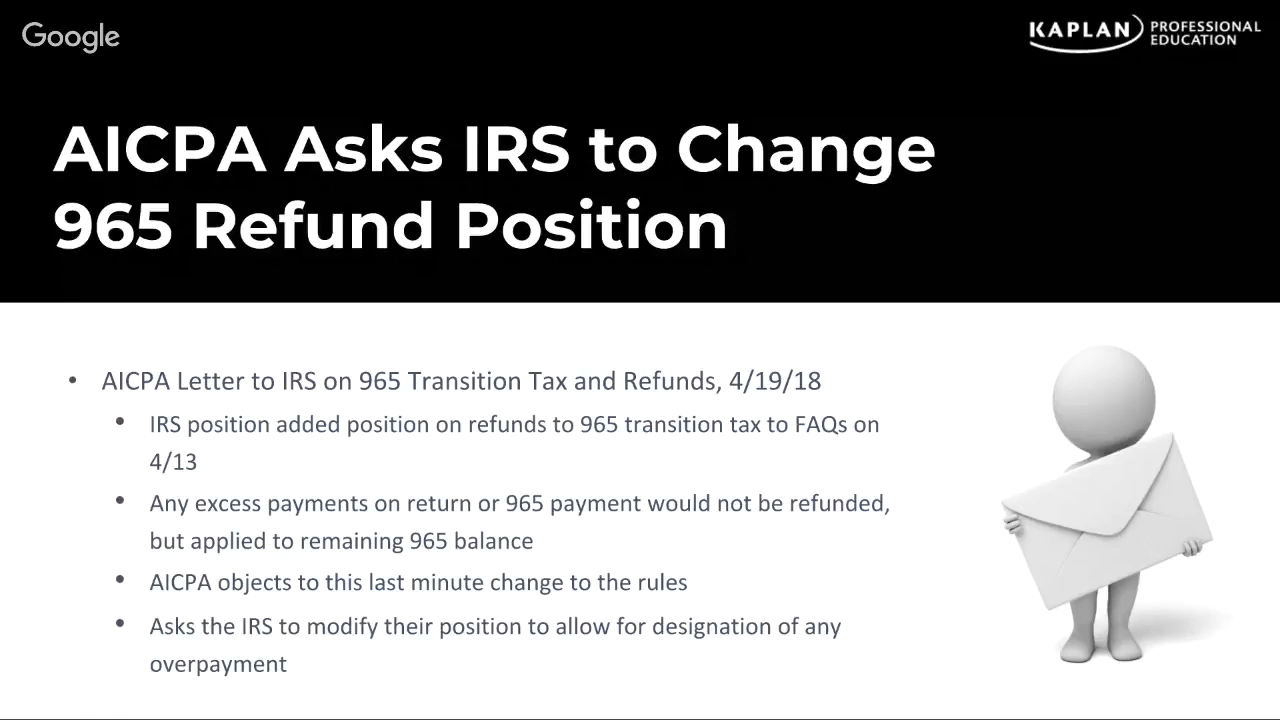 Google
KAPLAN PROFESSIONAL EDUCATION
AICPA Asks IRS to Change
965 Refund Position
• AICPA Letter to IRS on 965 Transition Tax and Refunds, 4/19/18
• IRS position added position on refunds to 965 transition tax to FAQs on
4/13
• Any excess payments on return or 965 payment would not be refunded,
but applied to remaining 965 balance
• AICPA objects to this last minute change to the rules
• Asks the IRS to modify their position to allow for designation of any
overpayment